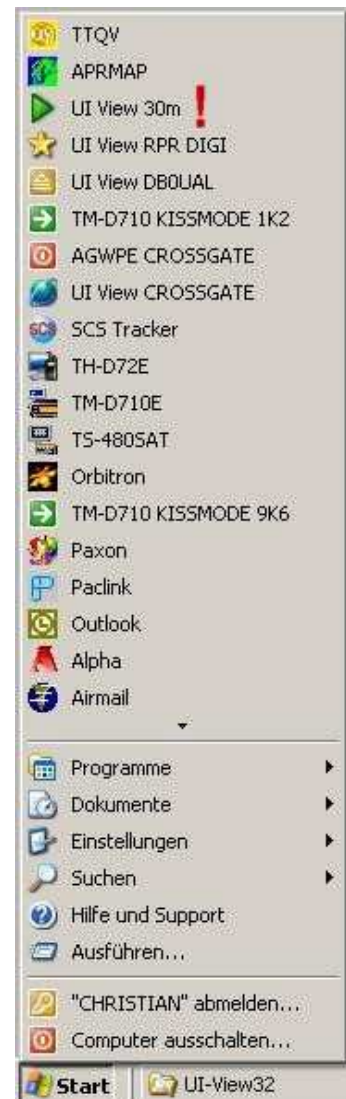 TTQV
APRMAP
UI View 30m !
UI View RPR DIGI
UI View DB0UAL
TM-D710 KISSMODE 1K2
AGWPE CROSSGATE
UI View CROSSGATE
SCS Tracker
TH-D72E
TM-D710E
TS-480SAT
Orbitron
TM-D710 KISSMODE 9K6
Paxon
Paclink
Outlook
Alpha
Airmail
Programme
Dokumente
Einstellungen
Suchen
Hilfe und Support
Ausführen...
"CHRISTIAN" abmelden...
Computer ausschalten...
Start UI-View32